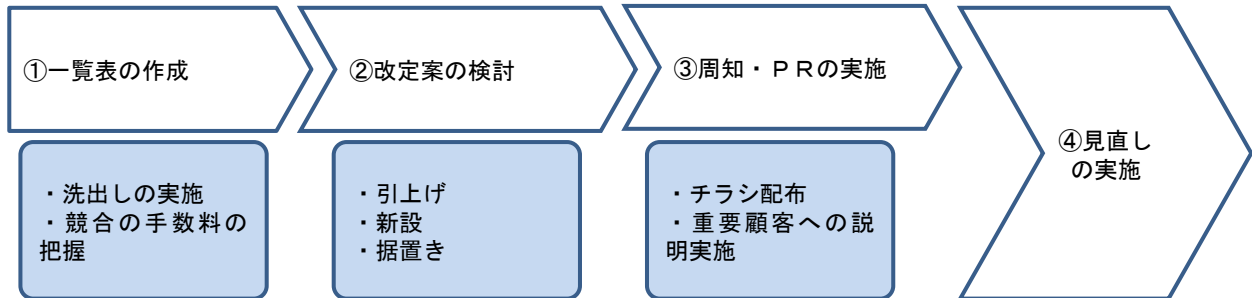 ①一覧表の作成
・洗出しの実施
・競合の手数料の
把握
②改定案の検討
・引上げ
・新設
・据置き
③周知・ＰＲの実施
・チラシ配布
・重要顧客への説
明実施
④見直し
の実施